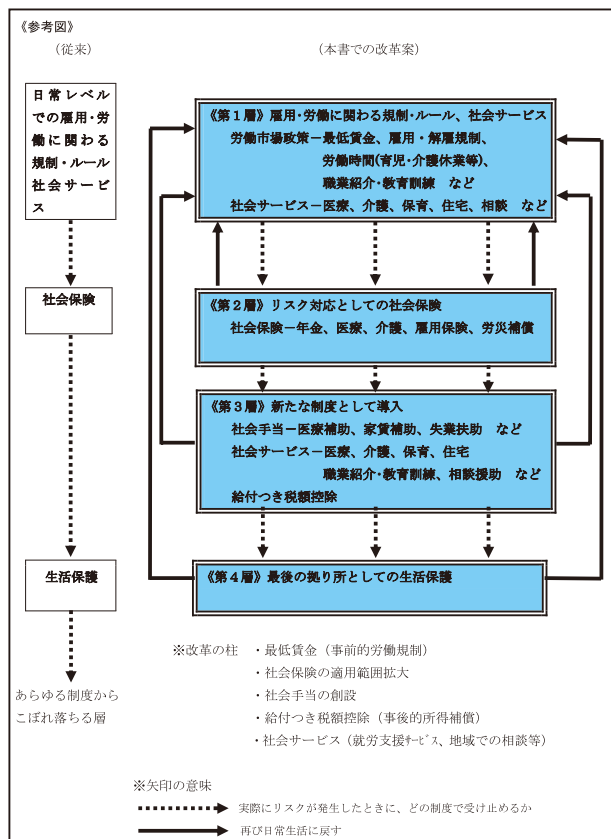 《参考図》
(従来)
(本書での改革案)
日常レベル
での雇用･労
働に関わる
規制･ルール
社会サービ
ス
社会保険
生活保護
あらゆる制度から
こぼれ落ちる層
《第１層》雇用･労働に関わる規制･ルール、社会サービス
労働市場政策－最低賃金、雇用・解雇規制、
労働時間(育児･介護休業等)、
職業紹介･教育訓練　など
社会サービス－医療、介護、保育、住宅、相談　など
《第２層》リスク対応としての社会保険
社会保険－年金、医療、介護、雇用保険、労災補償
《第３層》新たな制度として導入
社会手当－医療補助、家賃補助、失業扶助　など
社会サービス－医療、介護、保育、住宅
職業紹介･教育訓練、相談援助　など
給付つき税額控除
《第４層》最後の拠り所としての生活保護
※改革の柱　・最低賃金（事前的労働規制）
・社会保険の適用範囲拡大
・社会手当の創設
・給付つき税額控除（事後的所得補償）
・社会サービス（就労支援ｻｰﾋﾞｽ、地域での相談等）
※矢印の意味
実際にリスクが発生したときに、どの制度で受け止めるか
再び日常生活に戻す